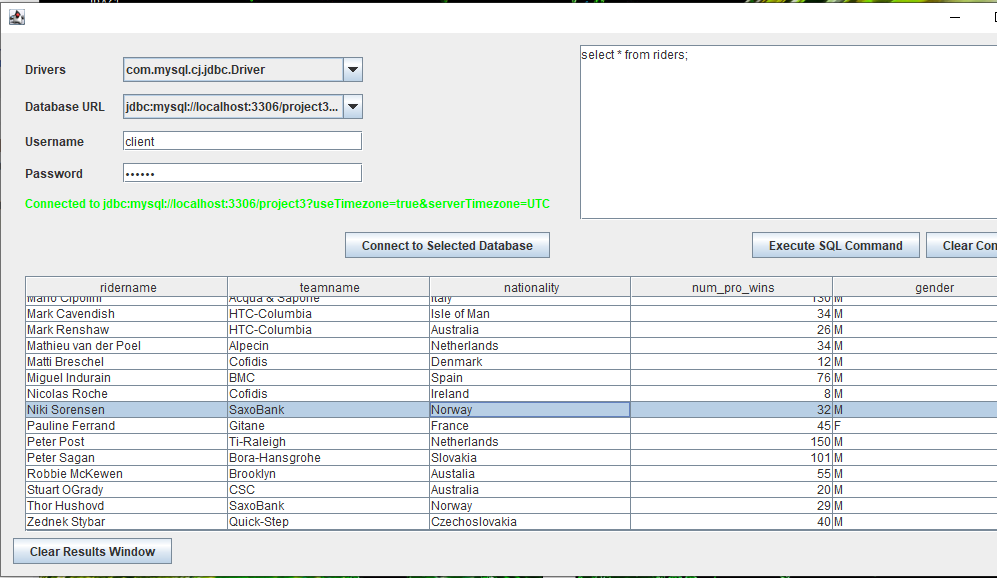 select * from riders;
Drivers com.mysql.cj.jdbc.Driver
Database URL jdbc:mysql://localhost:3306/project3...
Username client
Password ••••••
Connected to jdbc:mysql://localhost:3306/project3?useTimezone=true&serverTimezone=UTC
Connect to Selected Database Execute SQL Command Clear Con
ridername teamname nationality num_pro_wins gender
Mario Cipolini Acqua & Sapone Italy 130 M
Mark Cavendish HTC-Columbia Isle of Man 34 M
Mark Renshaw HTC-Columbia Australia 26 M
Mathieu van der Poel Alpecin Netherlands 34 M
Matti Breschel Cofidis Denmark 12 M
Miguel Indurain BMC Spain 76 M
Nicolas Roche Cofidis Ireland 8 M
Niki Sorensen SaxoBank Norway 32 M
Pauline Ferrand Gitane France 45 F
Peter Post Ti-Raleigh Netherlands 150 M
Peter Sagan Bora-Hansgrohe Slovakia 101 M
Robbie McKewen Brooklyn Austalia 55 M
Stuart OGrady CSC Australia 20 M
Thor Hushovd SaxoBank Norway 29 M
Zednek Stybar Quick-Step Czechoslovakia 40 M
Clear Results Window